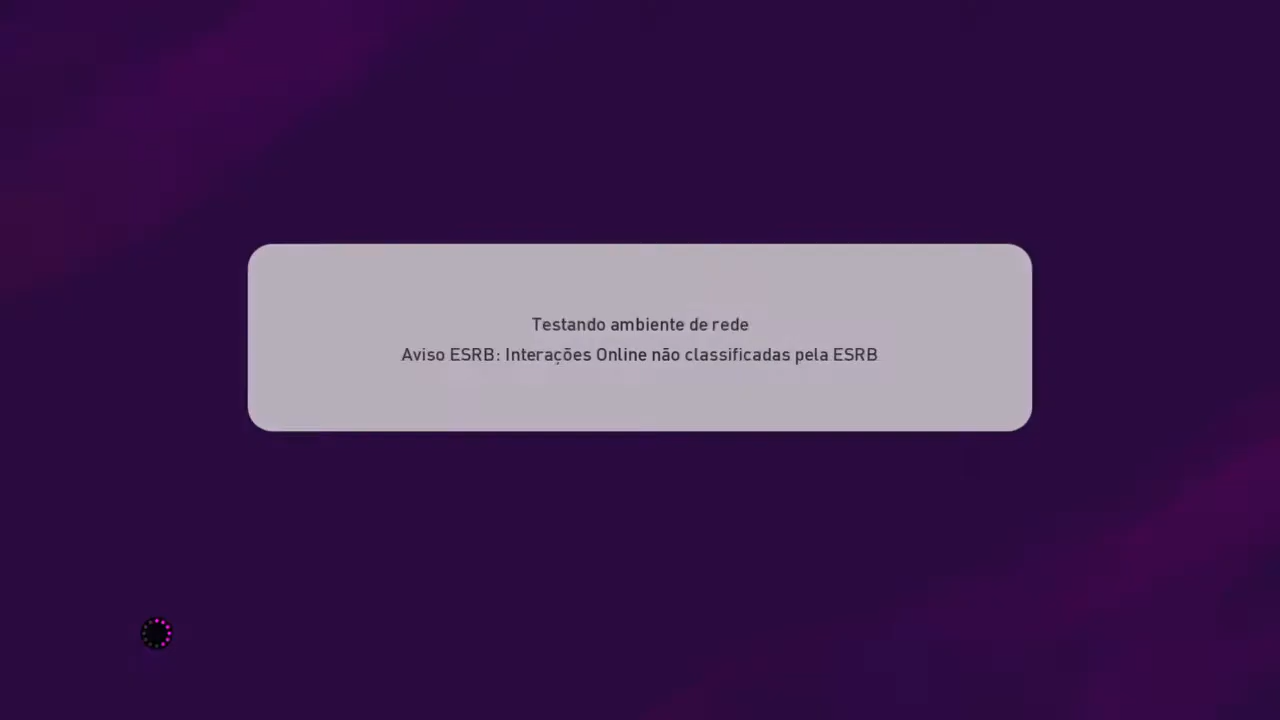 Testando ambiente de rede
Aviso ESRB: Interações Online não classificadas pela ESRB